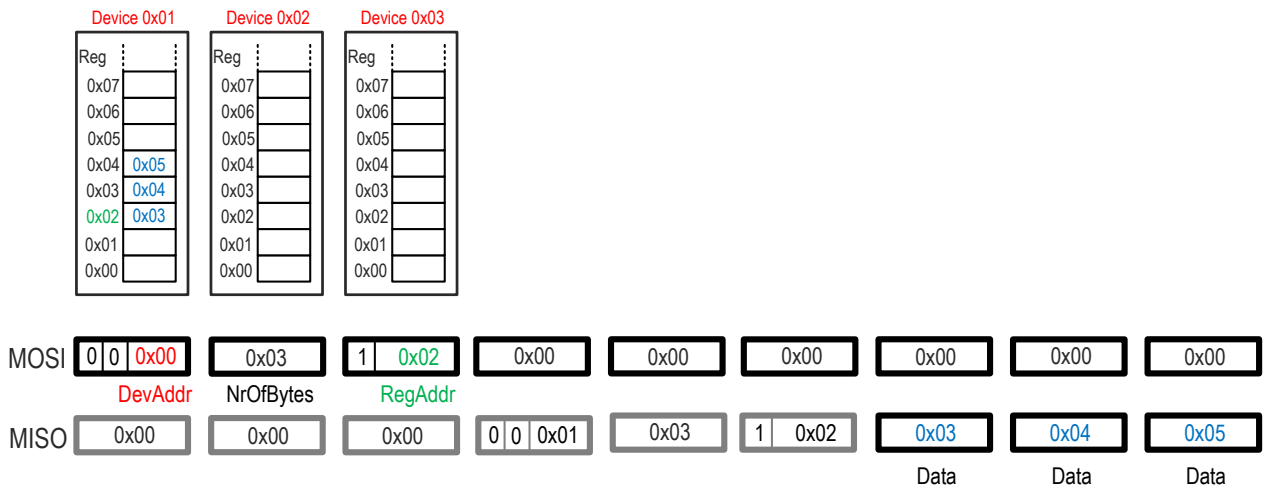 Device 0x01 Device 0x02 Device 0x03
Reg Reg Reg
0x07 0x07 0x07
0x06 0x06 0x06
0x05 0x05 0x05
0x04 0x05 0x04 0x04
0x03 0x04 0x03 0x03
0x02 0x03 0x02 0x02
0x01 0x01 0x01
0x00 0x00 0x00
MOSI 0 0 0x00 0x03 1 0x02 0x00 0x00 0x00 0x00 0x00 0x00
DevAddr NrOfBytes RegAddr
MISO 0x00 0x00 0x00 0 0 0x01 0x03 1 0x02 0x03 0x04 0x05
Data Data Data